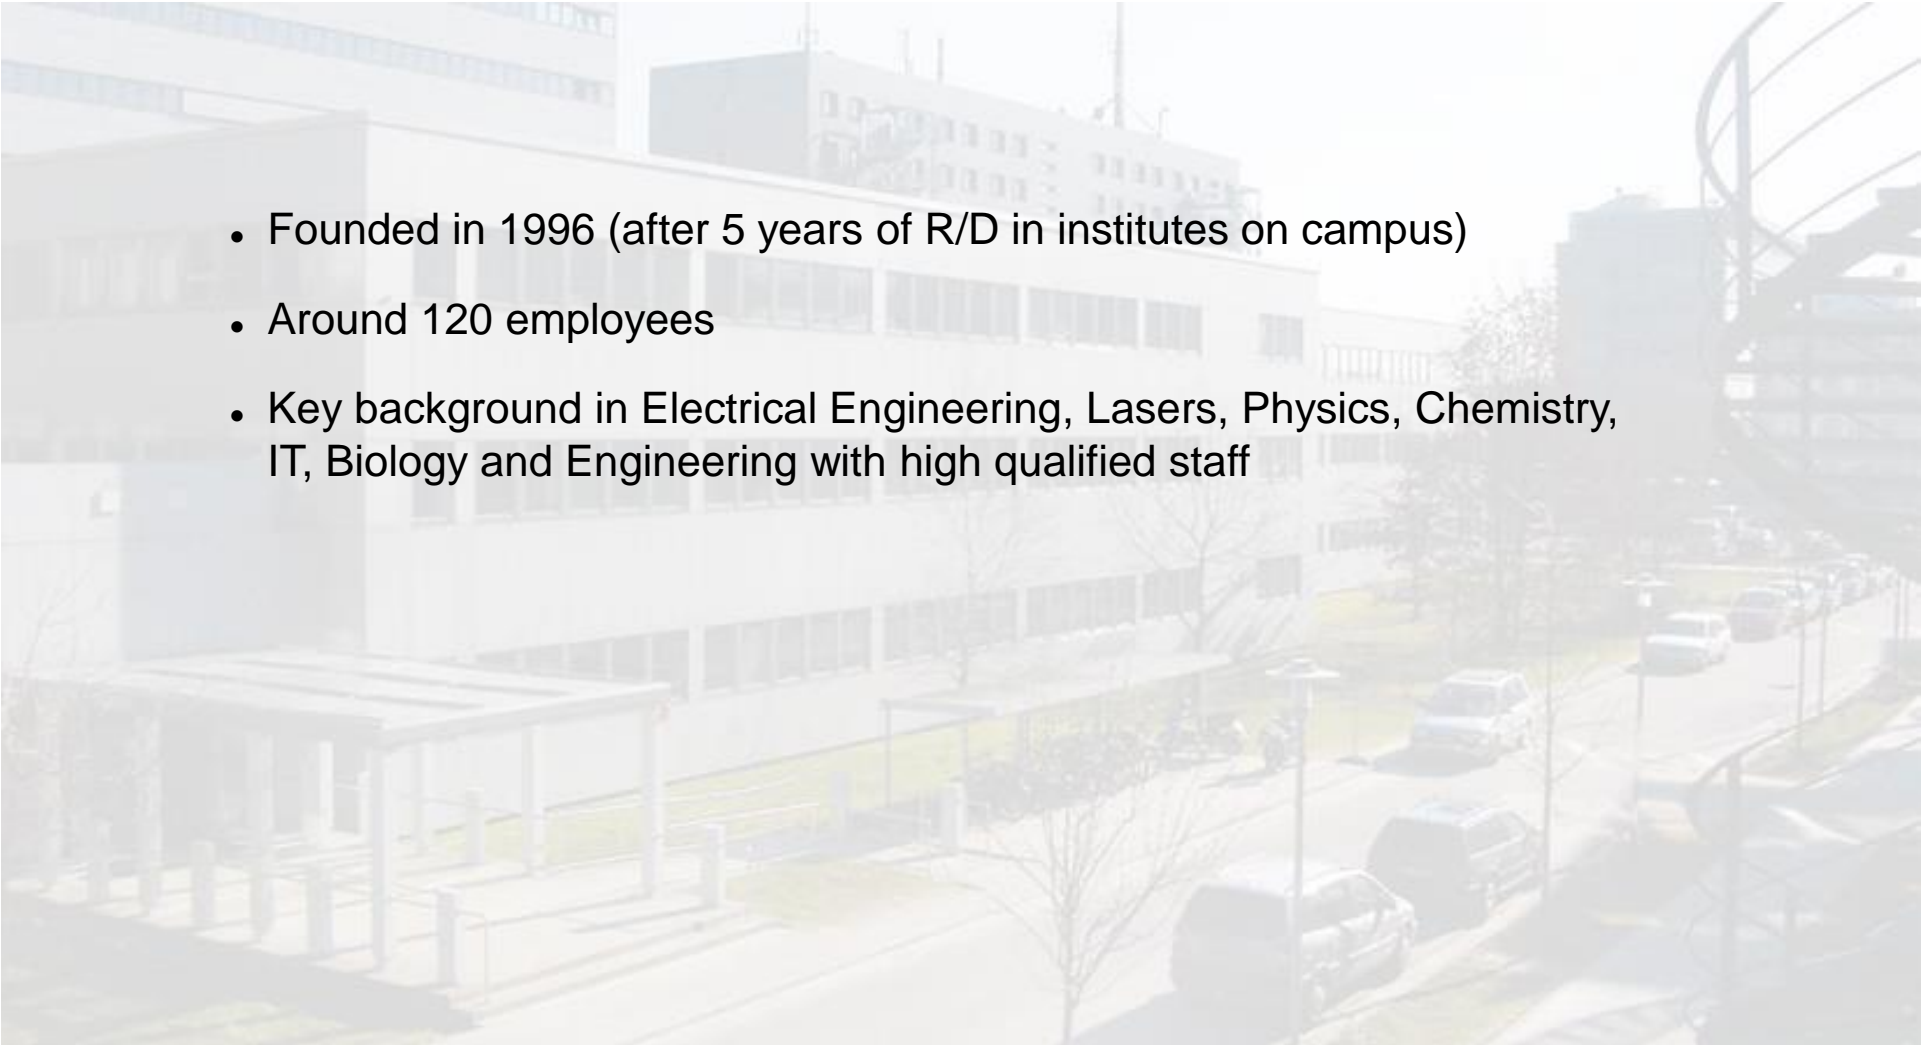 • Founded in 1996 (after 5 years of R/D in institutes on campus)
• Around 120 employees
• Key background in Electrical Engineering, Lasers, Physics, Chemistry,
IT, Biology and Engineering with high qualified staff